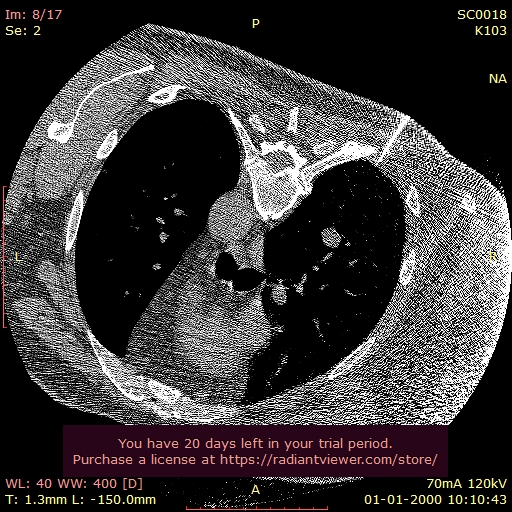 Im: 8/17
Se: 2
P
SC0018
K103
NA
L
R
You have 20 days left in your trial period.
Purchase a license at https://radiantviewer.com/store/
WL: 40 WW: 400 [D]
T: 1.3mm L: -150.0mm
A
70mA 120kV
01-01-2000 10:10:43